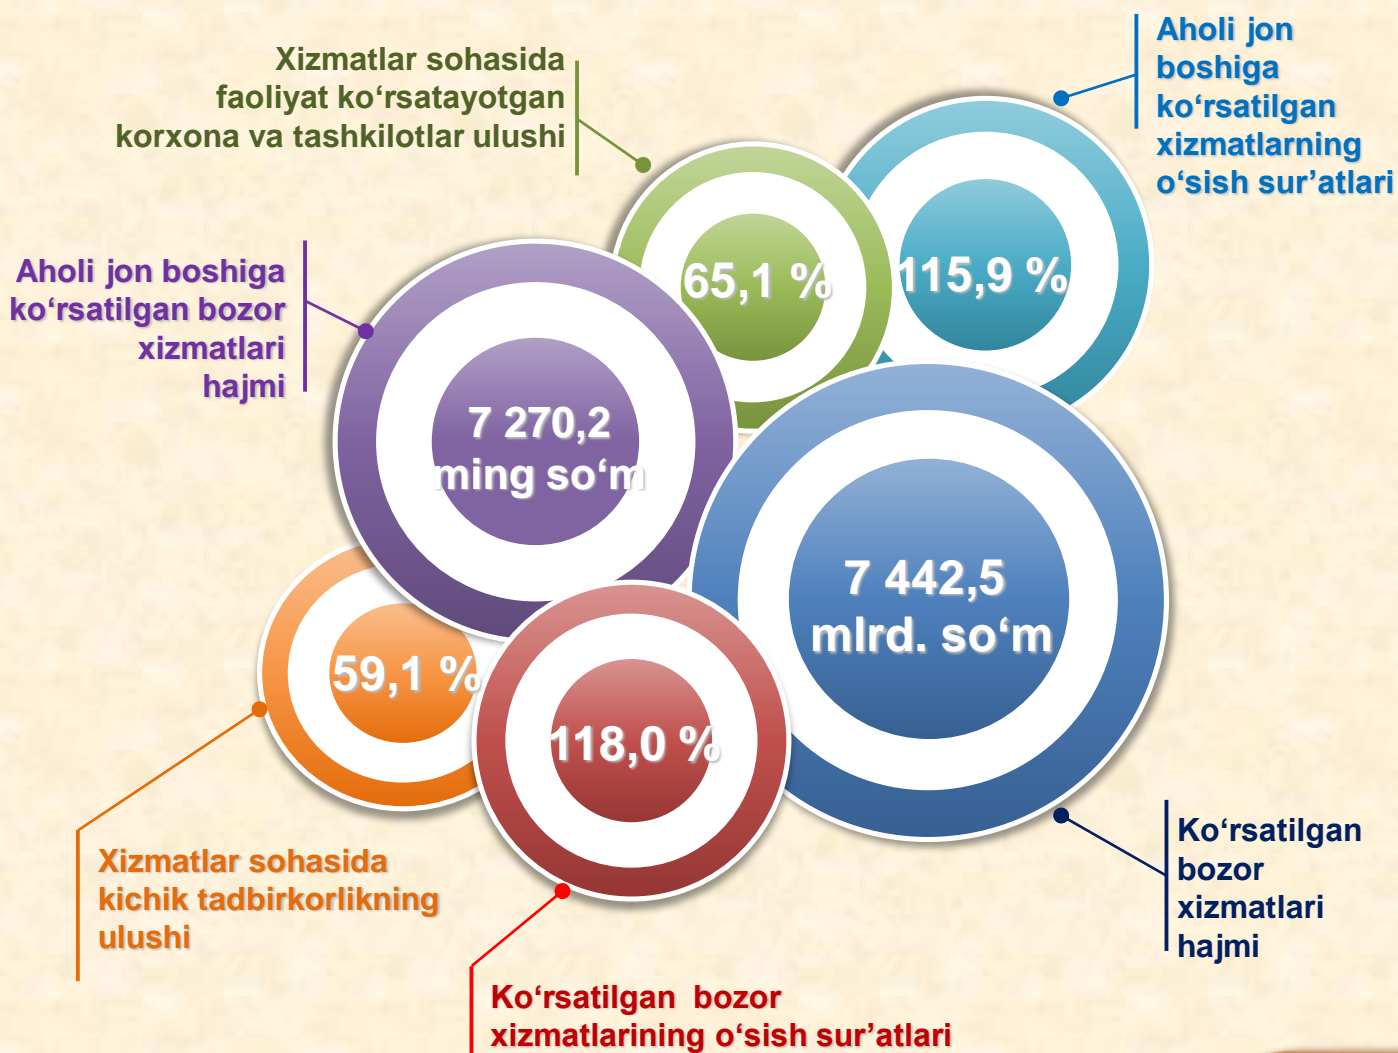 Xizmatlar sohasida
faoliyat ko‘rsatayotgan
korxona va tashkilotlar ulushi
Aholi jon
boshiga
ko‘rsatilgan
xizmatlarning
o‘sish sur’atlari
Aholi jon boshiga
ko‘rsatilgan bozor
xizmatlari
hajmi
65,1 %
115,9 %
7 270,2
ming so‘m
7 442,5
mlrd. so‘m
59,1 %
118,0 %
Xizmatlar sohasida
kichik tadbirkorlikning
ulushi
Ko‘rsatilgan
bozor
xizmatlari
hajmi
Ko‘rsatilgan bozor
xizmatlarining o‘sish sur’atlari